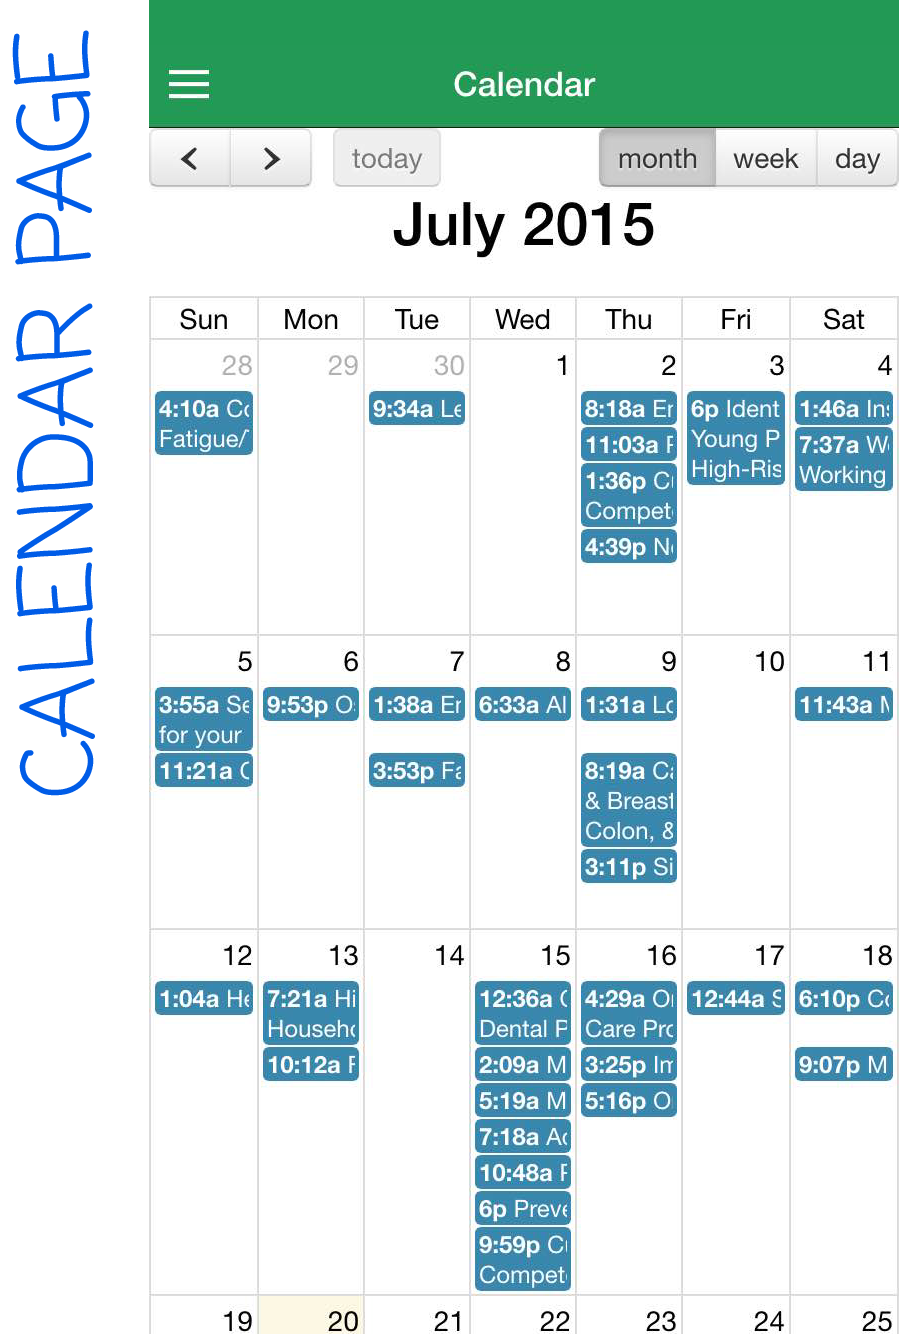 CALENDAR PAGE
Calendar
< > today month week day
July 2015
Sun Mon Tue Wed Thu Fri Sat
28 29 30 1 2 3 4
4:10a
Fatigue/
9:34a Le
8:18a Er
11:03a
1:36p
Compet
4:39p
6p Ident
Young P
High-Ris
1:46a In
7:37a W
Working
5 6 7 8 9 10 11
3:55a Se
for your
11:21a
9:53p O
1:38a Er
3:53p Fa
6:33a Al
1:31a Lo
8:19a Ca
& Breast
Colon, &
3:11p Si
11:43a
12 13 14 15 16 17 18
1:04a He
7:21a Hi
Househo
10:12a
12:36a
Dental P
2:09a M
5:19a M
7:18a
10:48a
6p Preve
9:59p
Compet
4:29a
Care Pro
3:25p Im
5:16p O
12:44a S
6:10p Co
9:07p M
19 20 21 22 23 24 25